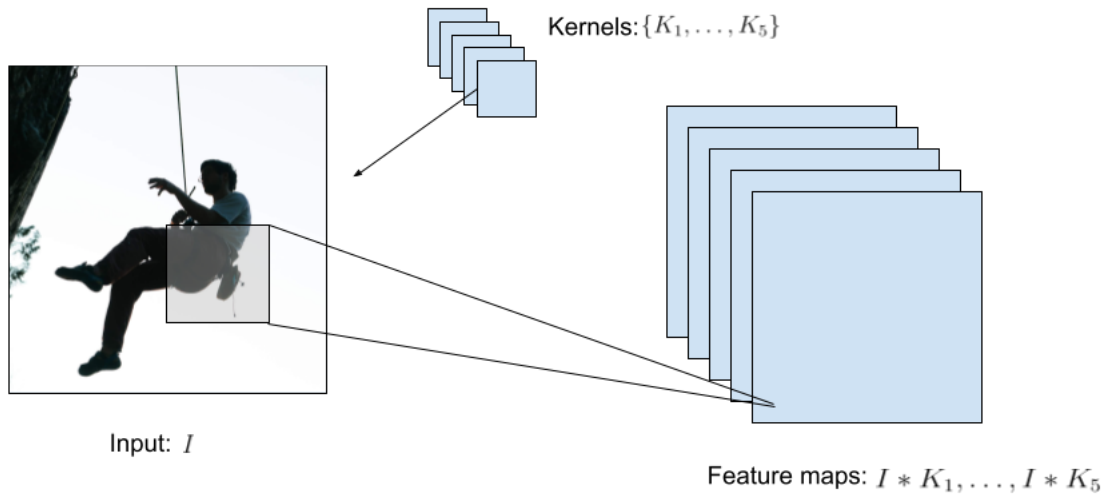 Kernels: {K₁, . . . , K₅}
Input: I
Feature maps: I ∗ K₁, . . . , I ∗ K₅